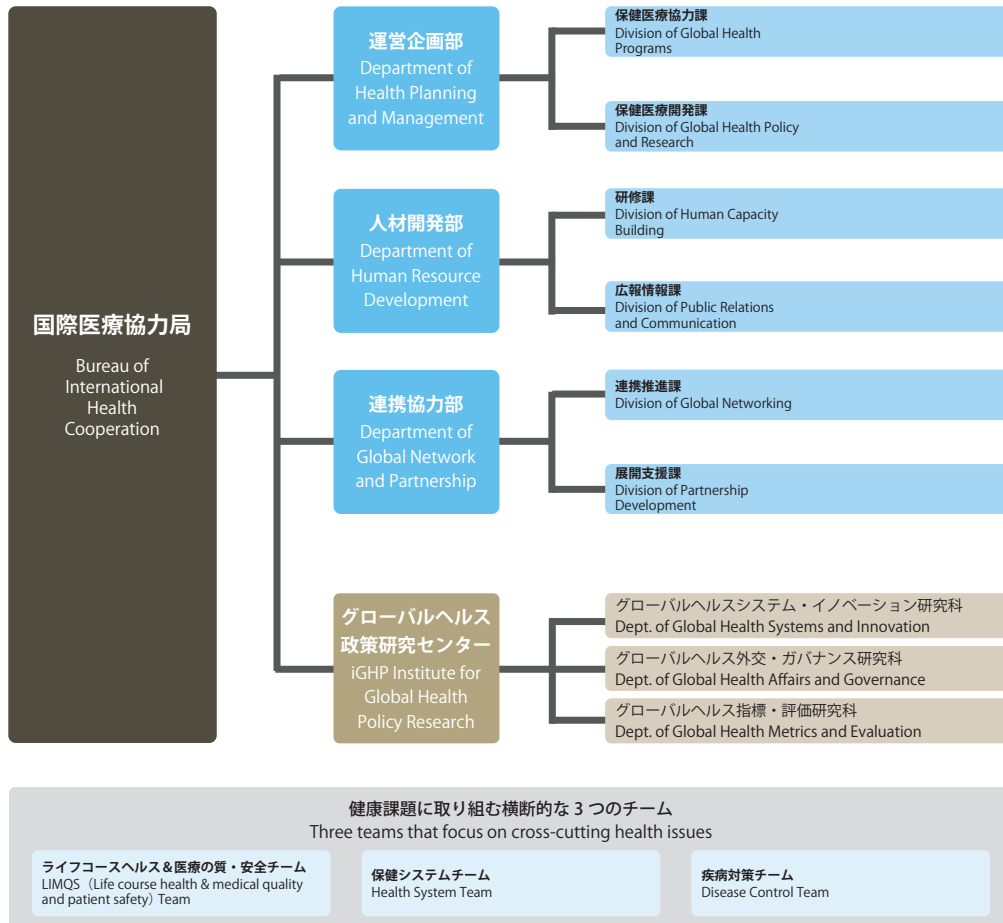 国際医療協力局
Bureau of
International
Health
Cooperation
運営企画部
Department of
Health Planning
and Management
保健医療協力課
Division of Global Health
Programs
保健医療開発課
Division of Global Health Policy
and Research
人材開発部
Department of
Human Resource
Development
研修課
Division of Human Capacity
Building
広報情報課
Division of Public Relations
and Communication
連携協力部
Department of
Global Network
and Partnership
連携推進課
Division of Global Networking
展開支援課
Division of Partnership
Development
グローバルヘルス
政策研究センター
iGHP Institute for
Global Health
Policy Research
グローバルヘルスシステム・イノベーション研究科
Dept. of Global Health Systems and Innovation
グローバルヘルス外交・ガバナンス研究科
Dept. of Global Health Affairs and Governance
グローバルヘルス指標・評価研究科
Dept. of Global Health Metrics and Evaluation
健康課題に取り組む横断的な 3 つのチーム
Three teams that focus on cross-cutting health issues
ライフコースヘルス＆医療の質・安全チーム
LIMQS（Life course health & medical quality
and patient safety）Team
保健システムチーム
Health System Team
疾病対策チーム
Disease Control Team